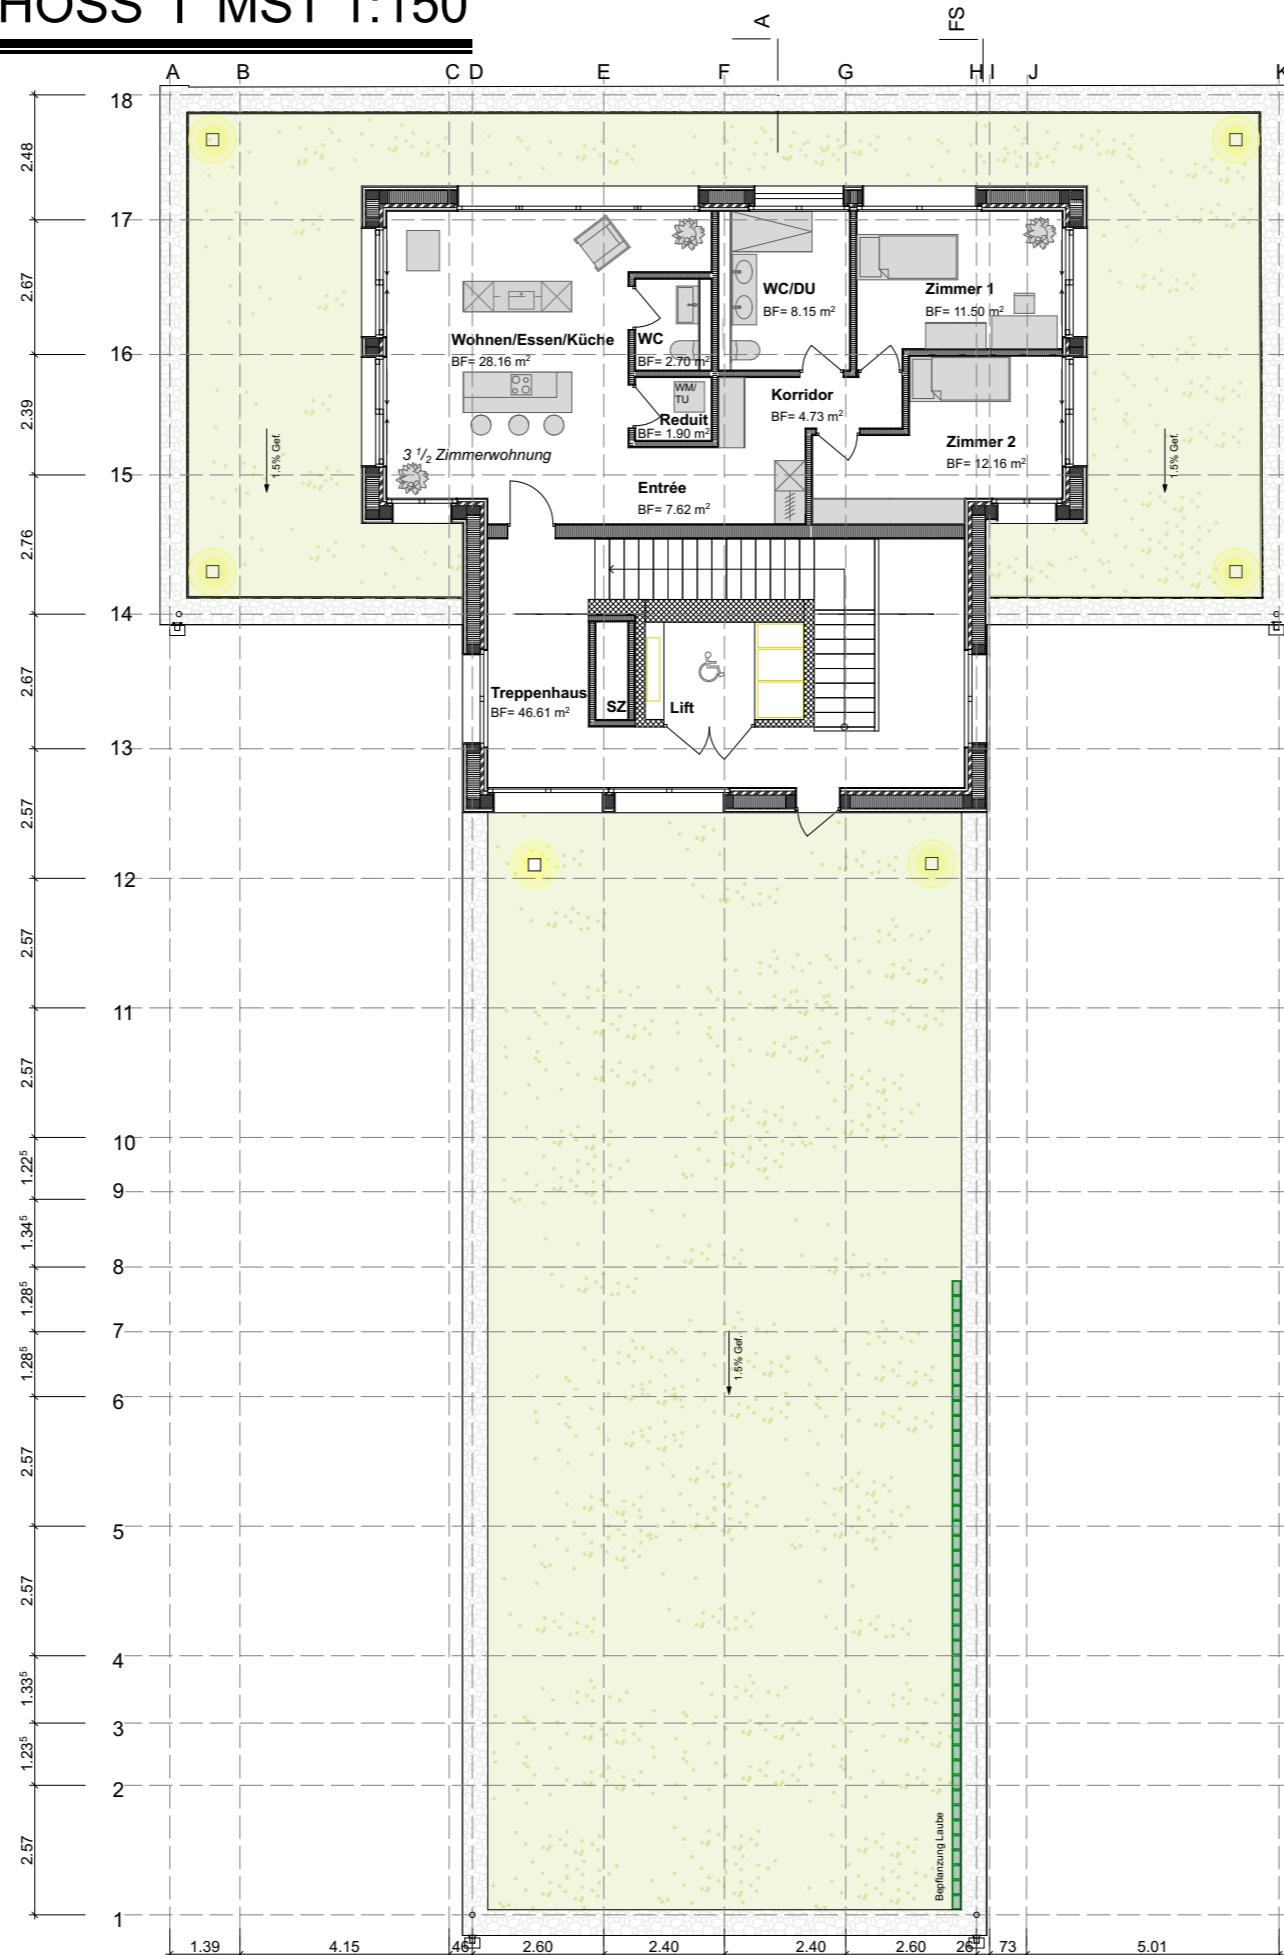 HOSS 1 MST 1:150
A
FS
A B C D E F G H I J K
18
2.48
17
2.67
WC/DU
BF= 8.15 m²
Zimmer 1
BF= 11.50 m²
Wohnen/Essen/Küche
BF= 28.16 m²
WC
BF= 2.70 m²
16
2.39
WM/
TU
Reduit
BF= 1.90 m²
Korridor
BF= 4.73 m²
Zimmer 2
BF= 12.16 m²
3 1/2 Zimmerwohnung
1.5% Gef.
1.5% Gef.
15
Entrée
BF= 7.62 m²
2.76
14
2.67
Treppenhaus
BF= 46.61 m²
SZ
Lift
13
2.57
12
2.57
11
2.57
10
1.22⁵
9
1.34⁵
8
1.28⁵
7
1.28⁵
1.5% Gef.
6
2.57
5
2.57
4
1.33⁵
3
1.23⁵
2
2.57
Bepflanzung Laube
1
1.39 4.15 46 2.60 2.40 2.40 2.60 26 73 5.01